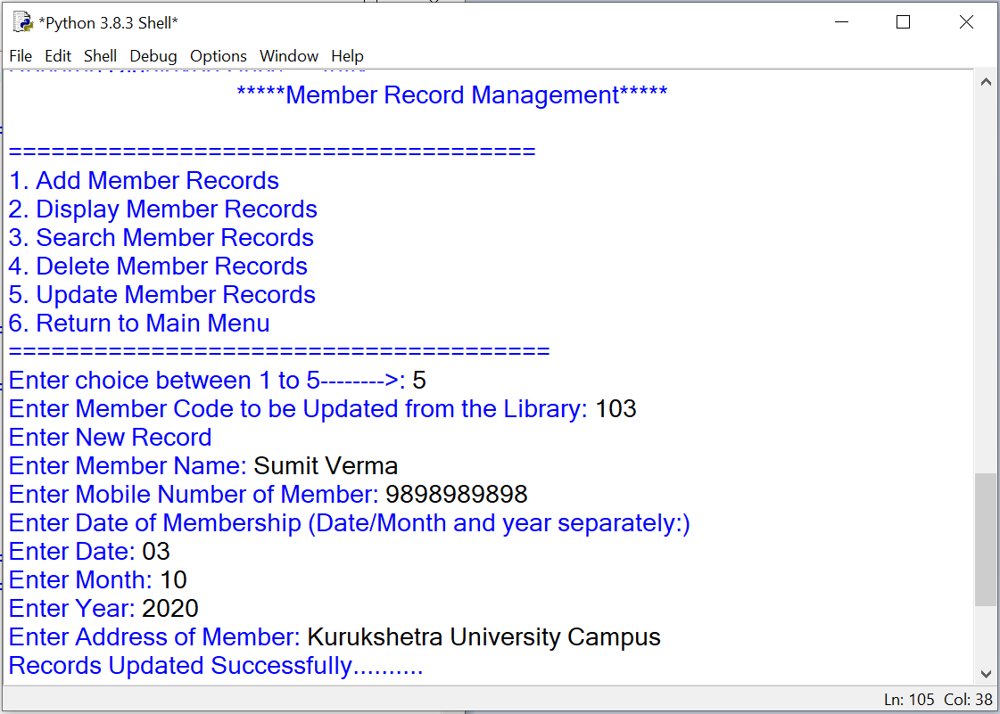 *Python 3.8.3 Shell*
File Edit Shell Debug Options Window Help
*****Member Record Management*****
=====================================
1. Add Member Records
2. Display Member Records
3. Search Member Records
4. Delete Member Records
5. Update Member Records
6. Return to Main Menu
======================================
Enter choice between 1 to 5-------->: 5
Enter Member Code to be Updated from the Library: 103
Enter New Record
Enter Member Name: Sumit Verma
Enter Mobile Number of Member: 9898989898
Enter Date of Membership (Date/Month and year separately:)
Enter Date: 03
Enter Month: 10
Enter Year: 2020
Enter Address of Member: Kurukshetra University Campus
Records Updated Successfully..........
Ln: 105 Col: 38